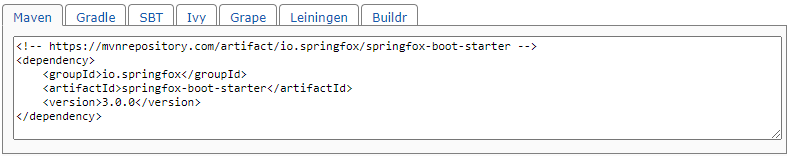 Maven Gradle SBT Ivy Grape Leiningen Buildr
<!-- https://mvnrepository.com/artifact/io.springfox/springfox-boot-starter -->
<dependency>
    <groupId>io.springfox</groupId>
    <artifactId>springfox-boot-starter</artifactId>
    <version>3.0.0</version>
</dependency>